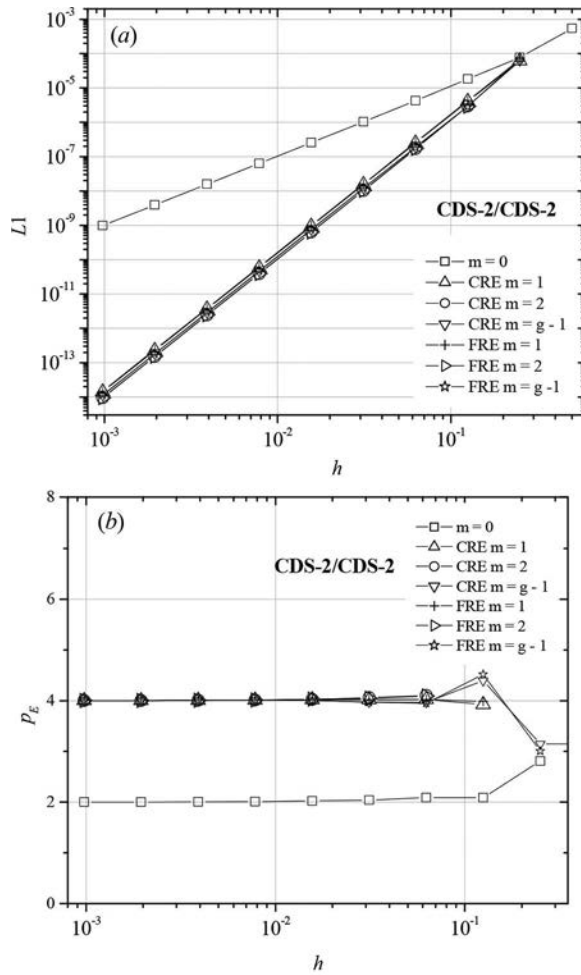 (a)
10^-3
10^-5
10^-7
10^-9
10^-11
10^-13
L1
CDS-2/CDS-2
m = 0
CRE m = 1
CRE m = 2
CRE m = g - 1
FRE m = 1
FRE m = 2
FRE m = g -1
10^-3
10^-2
10^-1
h
(b)
8
6
4
2
0
p_E
CDS-2/CDS-2
m = 0
CRE m = 1
CRE m = 2
CRE m = g - 1
FRE m = 1
FRE m = 2
FRE m = g - 1
10^-3
10^-2
10^-1
h